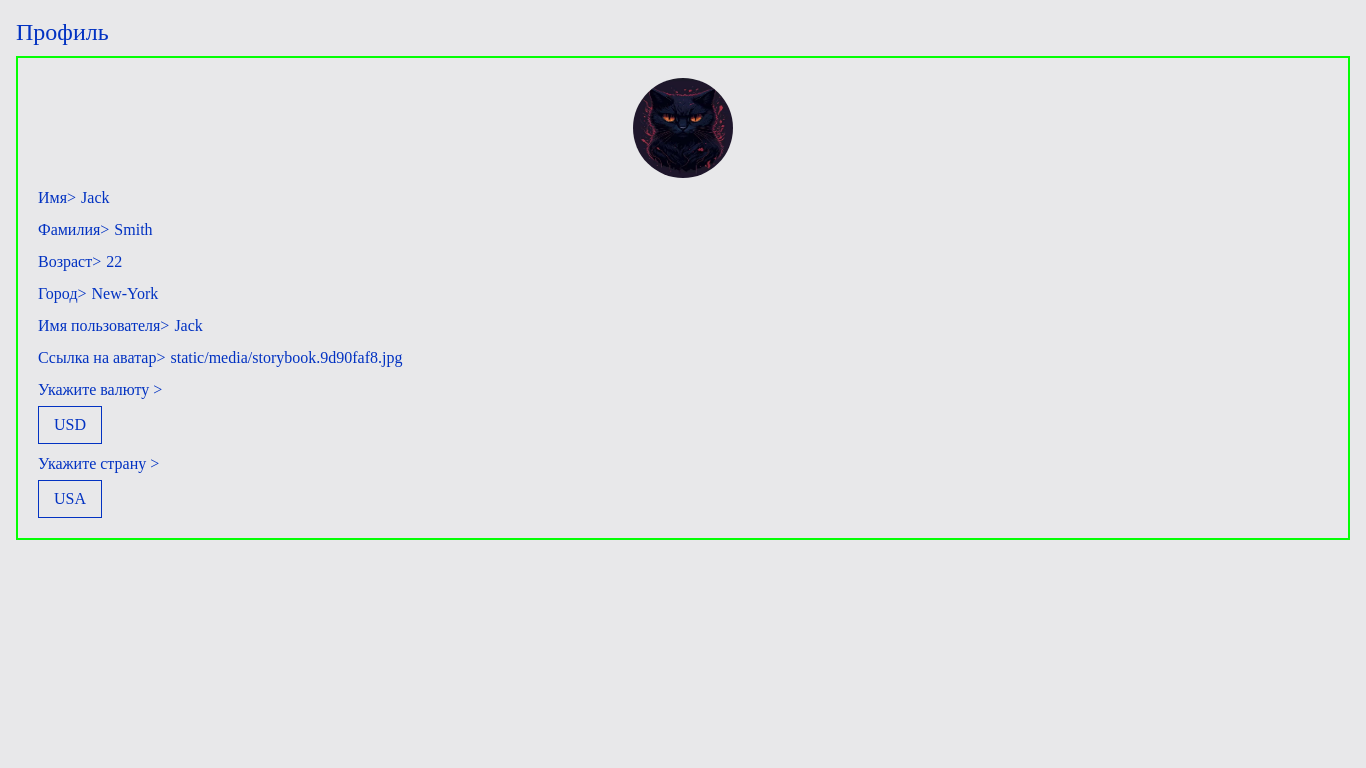 Профиль
Имя> Jack
Фамилия> Smith
Возраст> 22
Город> New-York
Имя пользователя> Jack
Ссылка на аватар> static/media/storybook.9d90faf8.jpg
Укажите валюту >
USD
Укажите страну >
USA